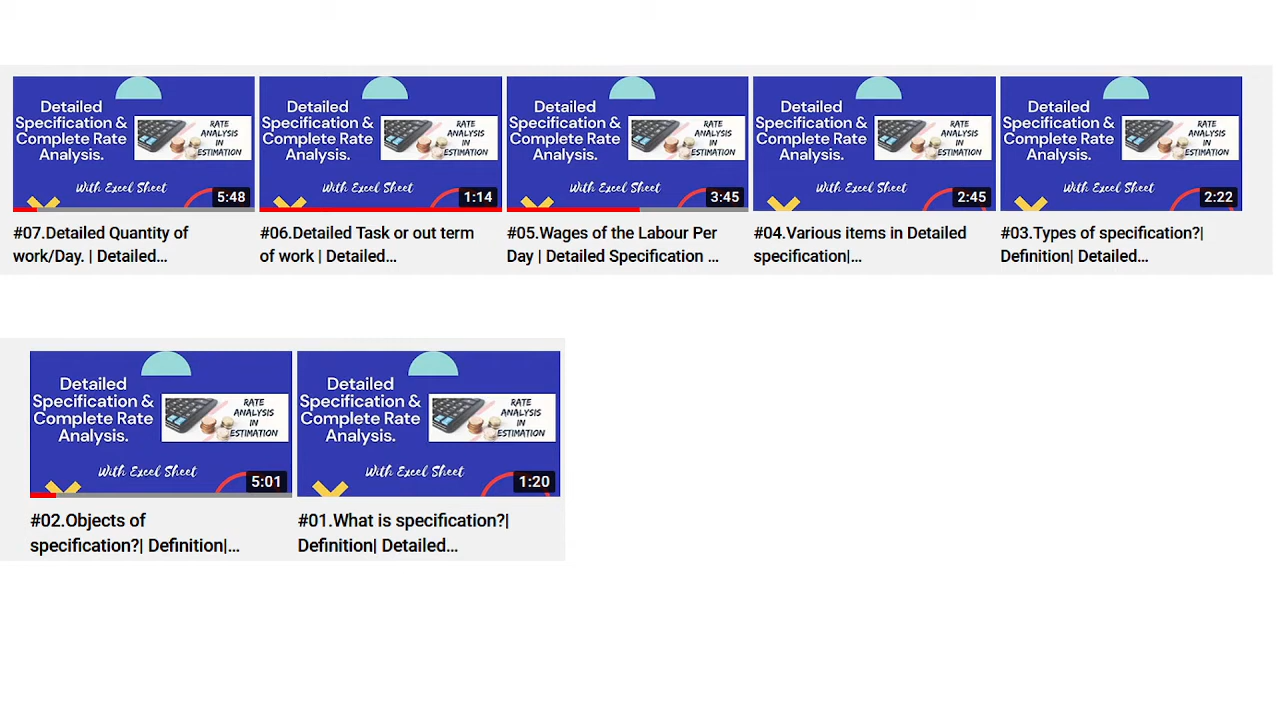 Detailed
Specification &
Complete Rate
Analysis.
RATE
ANALYSIS
IN
ESTIMATION
With Excel Sheet
5:48
#07.Detailed Quantity of
work/Day. | Detailed...
Detailed
Specification &
Complete Rate
Analysis.
RATE
ANALYSIS
IN
ESTIMATION
With Excel Sheet
1:14
#06.Detailed Task or out term
of work | Detailed...
Detailed
Specification &
Complete Rate
Analysis.
RATE
ANALYSIS
IN
ESTIMATION
With Excel Sheet
3:45
#05.Wages of the Labour Per
Day | Detailed Specification ...
Detailed
Specification &
Complete Rate
Analysis.
RATE
ANALYSIS
IN
ESTIMATION
With Excel Sheet
2:45
#04.Various items in Detailed
specification|...
Detailed
Specification &
Complete Rate
Analysis.
RATE
ANALYSIS
IN
ESTIMATION
With Excel Sheet
2:22
#03.Types of specification?|
Definition| Detailed...
Detailed
Specification &
Complete Rate
Analysis.
RATE
ANALYSIS
IN
ESTIMATION
With Excel Sheet
5:01
#02.Objects of
specification?| Definition|...
Detailed
Specification &
Complete Rate
Analysis.
RATE
ANALYSIS
IN
ESTIMATION
With Excel Sheet
1:20
#01.What is specification?|
Definition| Detailed...